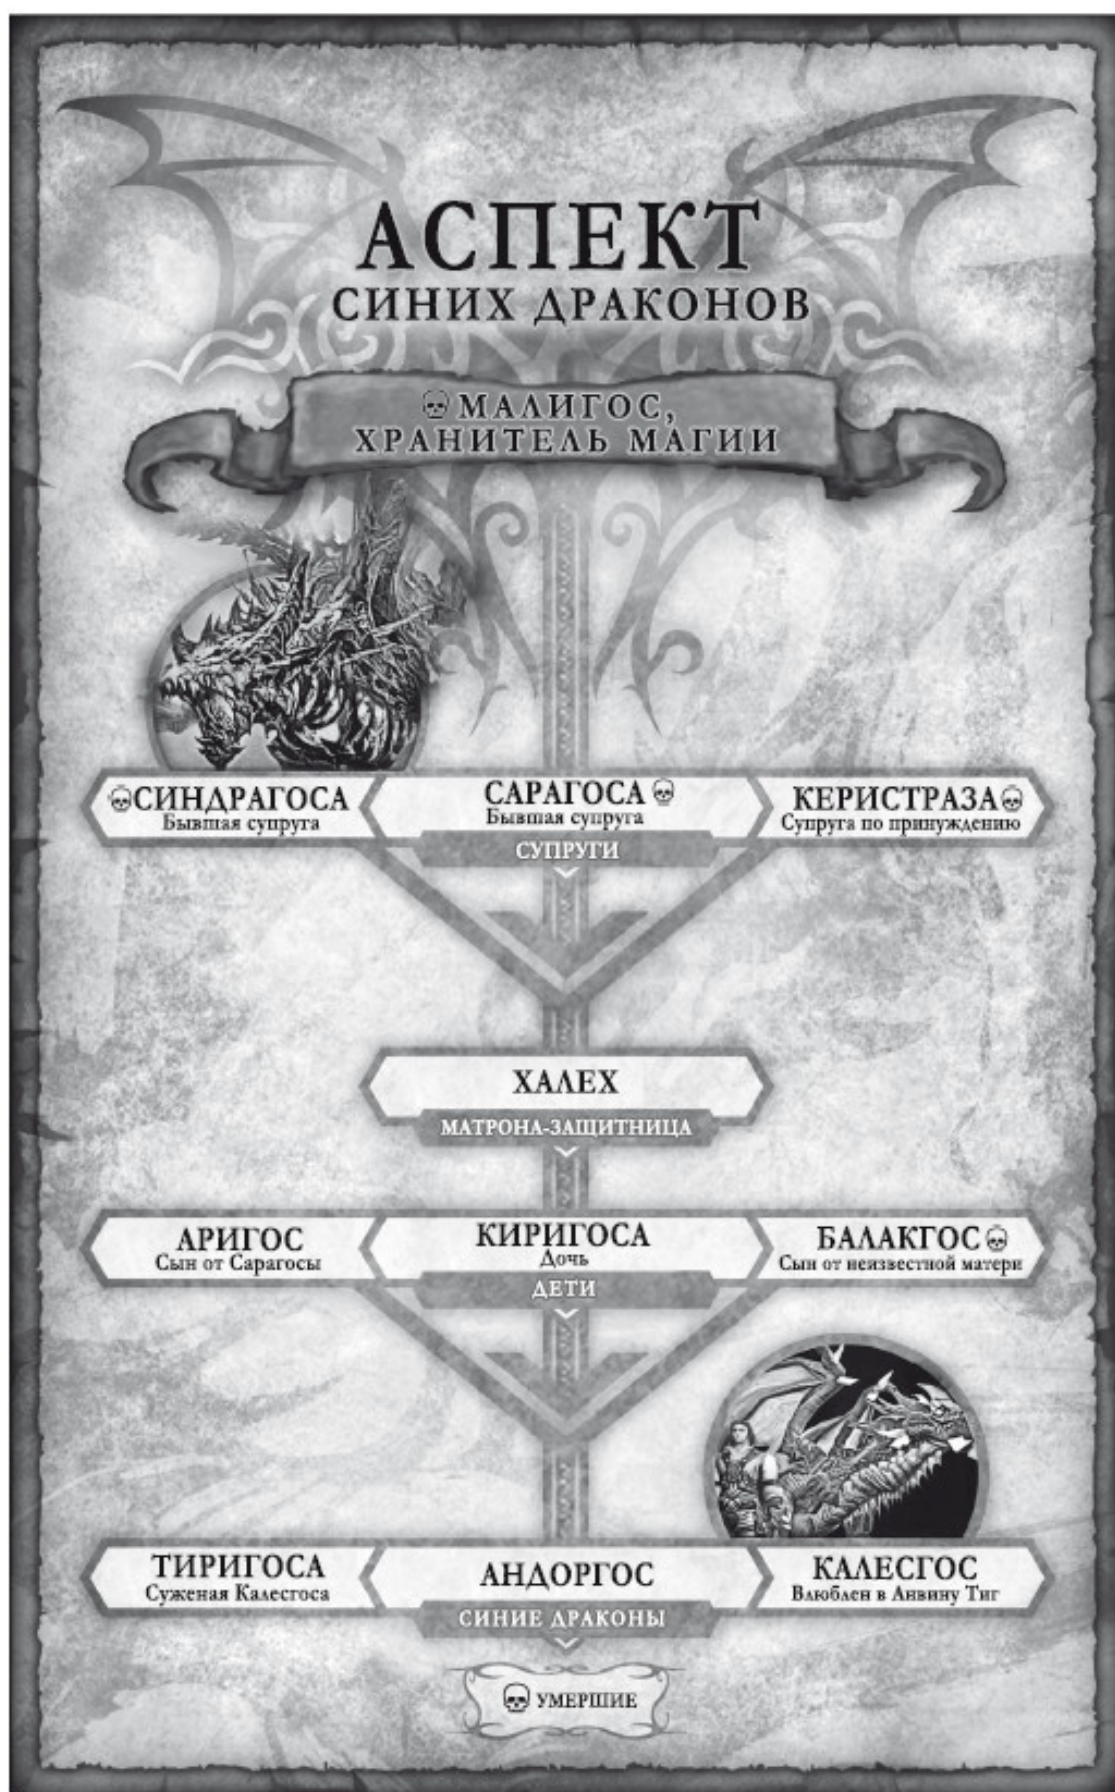 АСПЕКТ
СИНИХ ДРАКОНОВ
МАЛИГОС,
ХРАНИТЕЛЬ МАГИИ
СИНДРАГОСА
Бывшая супруга
САРАГОСА
Бывшая супруга
КЕРИСТРАЗА
Супруга по принуждению
СУПРУГИ
ХАЛЕХ
МАТРОНА-ЗАЩИТНИЦА
АРИГОС
Сын от Сарагосы
КИРИГОСА
Дочь
БАЛАКГОС
Сын от неизвестной матери
ДЕТИ
ТИРИГОСА
Суженая Калесгоса
АНДОРГОС
КАЛЕСГОС
Влюблен в Анвину Тиг
СИНИЕ ДРАКОНЫ
УМЕРШИЕ